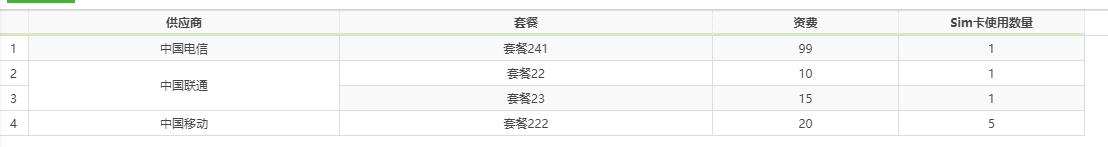 供应商 套餐 资费 Sim卡使用数量
1 中国电信 套餐241 99 1
2 中国联通 套餐22 10 1
3 套餐23 15 1
4 中国移动 套餐222 20 5